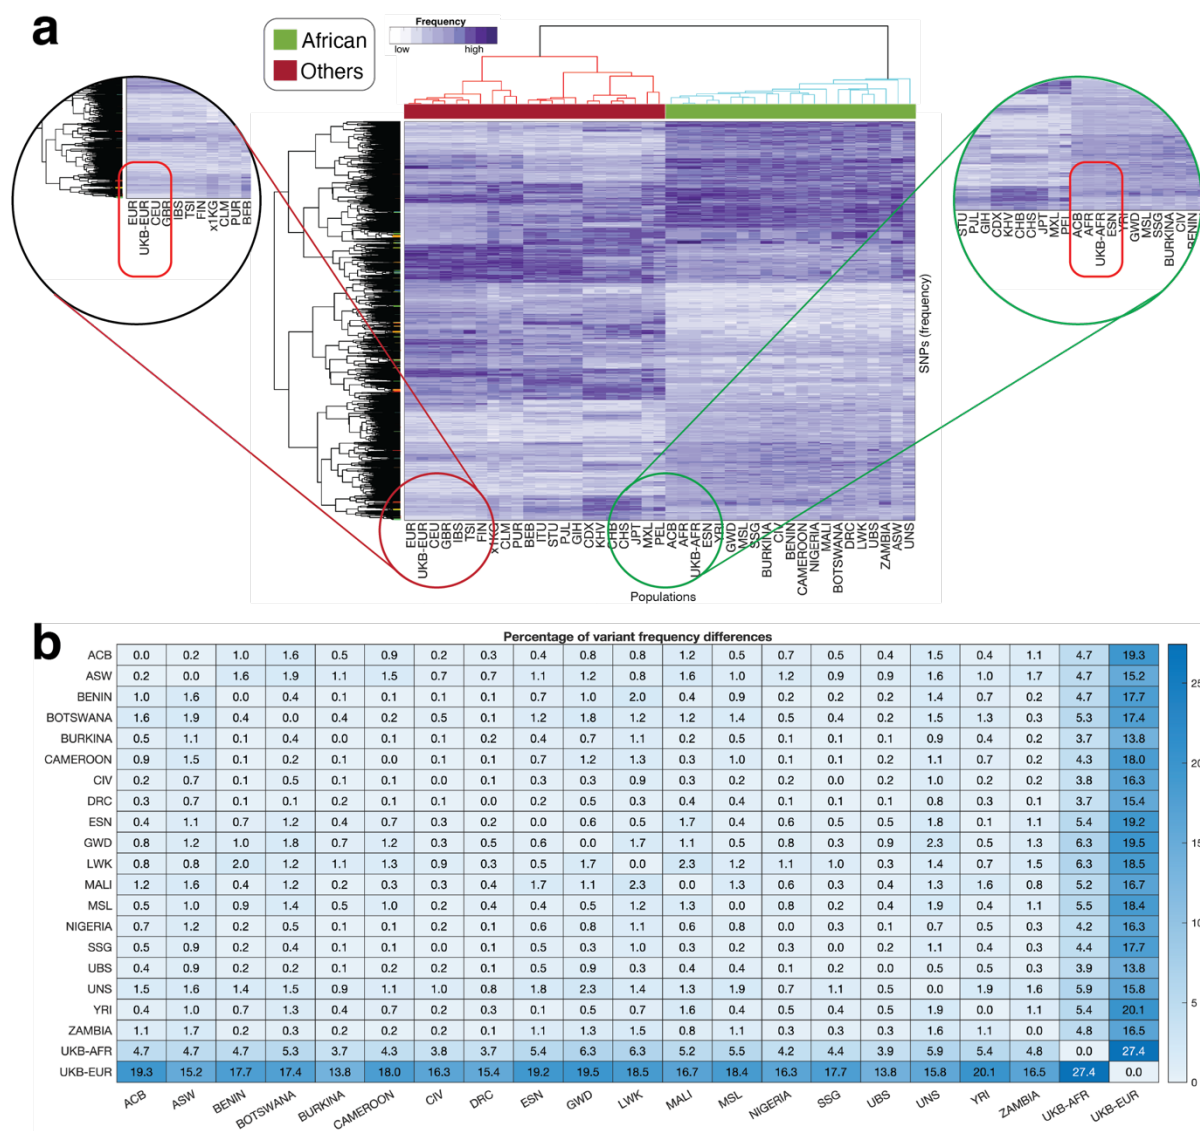 a
African
Others
Frequency
low
high
EUR
UKB-EUR
CEU
GBR
IBS
TSI
FIN
x1KG
CLM
PUR
BEB
STU
PJL
GIH
CDX
KHV
CHB
CHS
JPT
MXL
PEL
ACB
AFR
UKB-AFR
ESN
YRI
GWD
MSL
SSG
BURKINA
CIV
BENIN
SNPs (frequency)
EUR
UKB-EUR
CEU
GBR
IBS
TSI
FIN
x1KG
CLM
PUR
BEB
ITU
STU
PJL
GIH
CDX
KHV
CHB
CHS
JPT
MXL
PEL
ACB
AFR
UKB-AFR
ESN
YRI
GWD
MSL
SSG
BURKINA
CIV
BENIN
CAMEROON
NIGERIA
MALI
BOTSWANA
DRC
LWK
UBS
ZAMBIA
ASW
UNS
Populations
b
Percentage of variant frequency differences
ACB 0.0 0.2 1.0 1.6 0.5 0.9 0.2 0.3 0.4 0.8 0.8 1.2 0.5 0.7 0.5 0.4 1.5 0.4 1.1 4.7 19.3
ASW 0.2 0.0 1.6 1.9 1.1 1.5 0.7 0.7 1.1 1.2 0.8 1.6 1.0 1.2 0.9 0.9 1.6 1.0 1.7 4.7 15.2
BENIN 1.0 1.6 0.0 0.4 0.1 0.1 0.1 0.1 0.7 1.0 2.0 0.4 0.9 0.2 0.2 0.2 1.4 0.7 0.2 4.7 17.7
BOTSWANA 1.6 1.9 0.4 0.0 0.4 0.2 0.5 0.1 1.2 1.8 1.2 1.2 1.4 0.5 0.4 0.2 1.5 1.3 0.3 5.3 17.4
BURKINA 0.5 1.1 0.1 0.4 0.0 0.1 0.1 0.2 0.4 0.7 1.1 0.2 0.5 0.1 0.1 0.1 0.9 0.4 0.2 3.7 13.8
CAMEROON 0.9 1.5 0.1 0.2 0.1 0.0 0.1 0.1 0.7 1.2 1.3 0.3 1.0 0.1 0.1 0.2 1.1 0.7 0.2 4.3 18.0
CIV 0.2 0.7 0.1 0.5 0.1 0.1 0.0 0.1 0.3 0.3 0.9 0.3 0.2 0.2 0.0 0.2 1.0 0.2 0.2 3.8 16.3
DRC 0.3 0.7 0.1 0.1 0.2 0.1 0.1 0.0 0.2 0.5 0.3 0.4 0.4 0.1 0.1 0.1 0.8 0.3 0.1 3.7 15.4
ESN 0.4 1.1 0.7 1.2 0.4 0.7 0.3 0.2 0.0 0.6 0.5 1.7 0.4 0.6 0.5 0.5 1.8 0.1 1.1 5.4 19.2
GWD 0.8 1.2 1.0 1.8 0.7 1.2 0.3 0.5 0.6 0.0 1.7 1.1 0.5 0.8 0.3 0.9 2.3 0.5 1.3 6.3 19.5
LWK 0.8 0.8 2.0 1.2 1.1 1.3 0.9 0.3 0.5 1.7 0.0 2.3 1.2 1.1 1.0 0.3 1.4 0.7 1.5 6.3 18.5
MALI 1.2 1.6 0.4 1.2 0.2 0.3 0.3 0.4 1.7 1.1 2.3 0.0 1.3 0.6 0.3 0.4 1.3 1.6 0.8 5.2 16.7
MSL 0.5 1.0 0.9 1.4 0.5 1.0 0.2 0.4 0.4 0.5 1.2 1.3 0.0 0.8 0.2 0.4 1.9 0.4 1.1 5.5 18.4
NIGERIA 0.7 1.2 0.2 0.5 0.1 0.1 0.2 0.1 0.6 0.8 1.1 0.6 0.8 0.0 0.3 0.1 0.7 0.5 0.3 4.2 16.3
SSG 0.5 0.9 0.2 0.4 0.1 0.1 0.0 0.1 0.5 0.3 1.0 0.3 0.2 0.3 0.0 0.2 1.1 0.4 0.3 4.4 17.7
UBS 0.4 0.9 0.2 0.2 0.1 0.2 0.2 0.1 0.5 0.9 0.3 0.4 0.4 0.1 0.2 0.0 0.5 0.5 0.3 3.9 13.8
UNS 1.5 1.6 1.4 1.5 0.9 1.1 1.0 0.8 1.8 2.3 1.4 1.3 1.9 0.7 1.1 0.5 0.0 1.9 1.6 5.9 15.8
YRI 0.4 1.0 0.7 1.3 0.4 0.7 0.2 0.3 0.1 0.5 0.7 1.6 0.4 0.5 0.4 0.5 1.9 0.0 1.1 5.4 20.1
ZAMBIA 1.1 1.7 0.2 0.3 0.2 0.2 0.2 0.1 1.1 1.3 1.5 0.8 1.1 0.3 0.3 0.3 1.6 1.1 0.0 4.8 16.5
UKB-AFR 4.7 4.7 4.7 5.3 3.7 4.3 3.8 3.7 5.4 6.3 6.3 5.2 5.5 4.2 4.4 3.9 5.9 5.4 4.8 0.0 27.4
UKB-EUR 19.3 15.2 17.7 17.4 13.8 18.0 16.3 15.4 19.2 19.5 18.5 16.7 18.4 16.3 17.7 13.8 15.8 20.1 16.5 27.4 0.0
ACB ASW BENIN BOTSWANA BURKINA CAMEROON CIV DRC ESN GWD LWK MALI MSL NIGERIA SSG UBS UNS YRI ZAMBIA UKB-AFR UKB-EUR
25
20
15
10
5
0